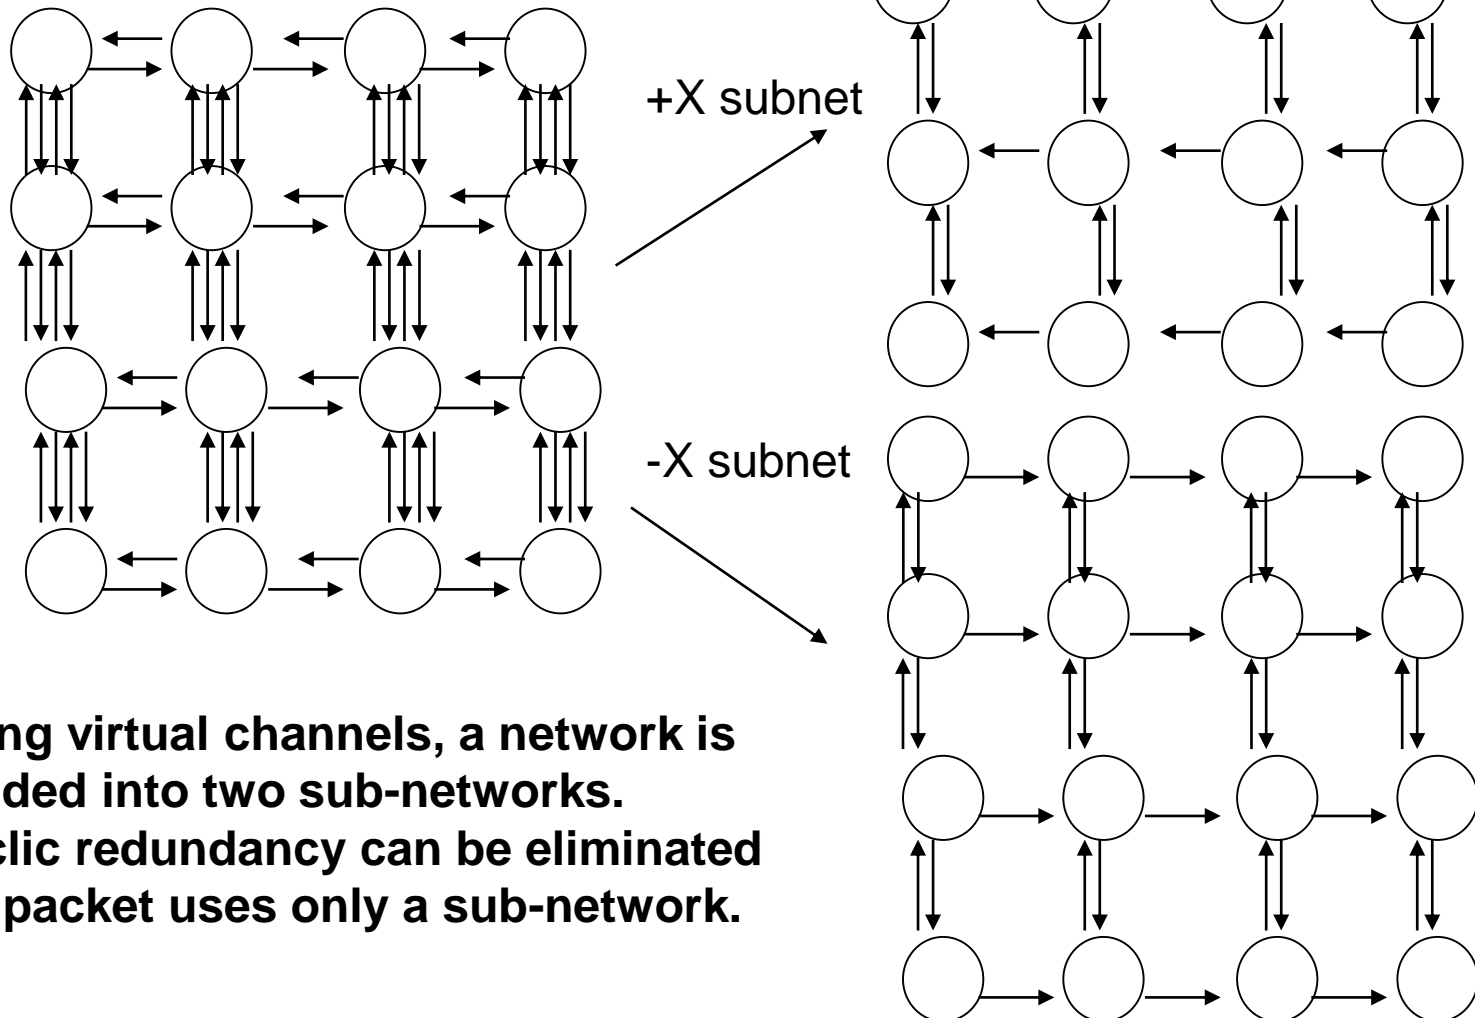 +X subnet
-X subnet
ng virtual channels, a network is
ded into two sub-networks.
clic redundancy can be eliminated
packet uses only a sub-network.